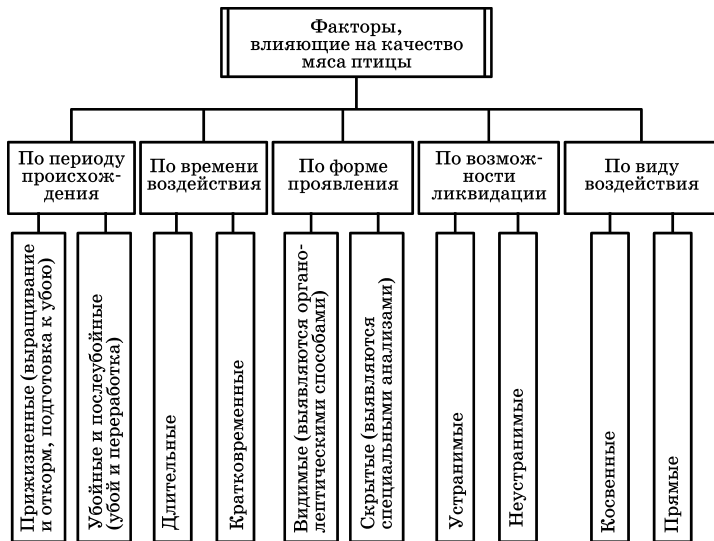 Факторы,
влияющие на качество
мяса птицы
По периоду
происхож-
дения
По времени
воздействия
По форме
проявления
По возмож-
ности
ликвидации
По виду
воздействия
Прижизненные (выращивание
и откорм, подготовка к убою)
Убойные и послеубойные
(убой и переработка)
Длительные
Кратковременные
Видимые (выявляются органо-
лептическими способами)
Скрытые (выявляются
специальными анализами)
Устранимые
Неустранимые
Косвенные
Прямые